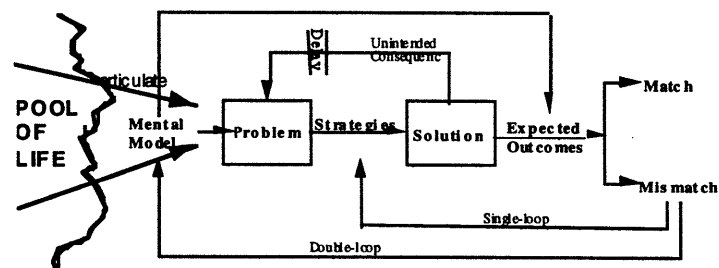 Delay
Unintended
Consequenc
articulate
POOL
OF
LIFE
Mental
Model
Problem
Strategies
Solution
Expected
Outcomes
Match
Mismatch
Single-loop
Double-loop